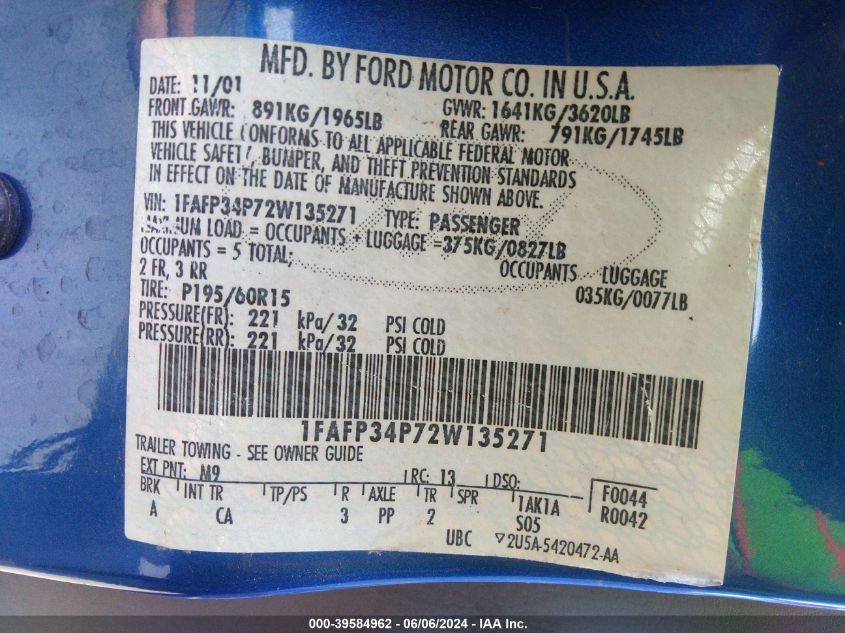 MFD. BY FORD MOTOR CO. IN U.S.A.
DATE: 11/01
FRONT GAWR: 891KG/1965LB GVWR: 1641KG/3620LB
REAR GAWR: 791KG/1745LB
THIS VEHICLE CONFORMS TO ALL APPLICABLE FEDERAL MOTOR
VEHICLE SAFETY, BUMPER, AND THEFT PREVENTION STANDARDS
IN EFFECT ON THE DATE OF MANUFACTURE SHOWN ABOVE.
VIN: 1FAFP34P72W135271 TYPE: PASSENGER
MAXIMUM LOAD = OCCUPANTS + LUGGAGE =375KG/0827LB
OCCUPANTS = 5 TOTAL; OCCUPANTS LUGGAGE
2 FR, 3 RR 035KG/0077LB
TIRE: P195/60R15
PRESSURE(FR): 221 kPa/32 PSI COLD
PRESSURE(RR): 221 kPa/32 PSI COLD
1FAFP34P72W135271
TRAILER TOWING - SEE OWNER GUIDE
EXT PNT: M9 RC: 13 DSO: F0044
BRK INT TR TP/PS R AXLE TR SPR 1AK1A R0042
A CA 3 PP 2 S05
UBC 2U5A-5420472-AA
000-39584962 - 06/06/2024 - IAA Inc.